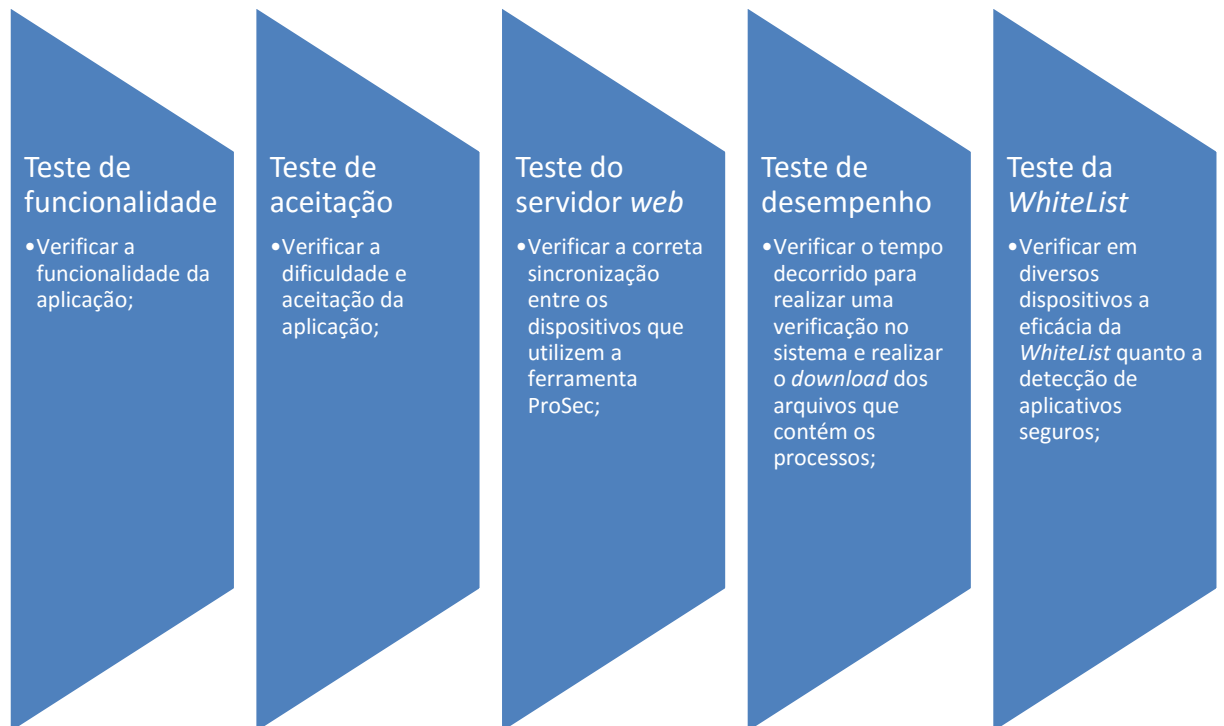 Teste de
funcionalidade
•Verificar a
funcionalidade da
aplicação;
Teste de
aceitação
•Verificar a
dificuldade e
aceitação da
aplicação;
Teste do
servidor web
•Verificar a correta
sincronização
entre os
dispositivos que
utilizem a
ferramenta
ProSec;
Teste de
desempenho
•Verificar o tempo
decorrido para
realizar uma
verificação no
sistema e realizar
o download dos
arquivos que
contém os
processos;
Teste da
WhiteList
•Verificar em
diversos
dispositivos a
eficácia da
WhiteList quanto a
detecção de
aplicativos
seguros;